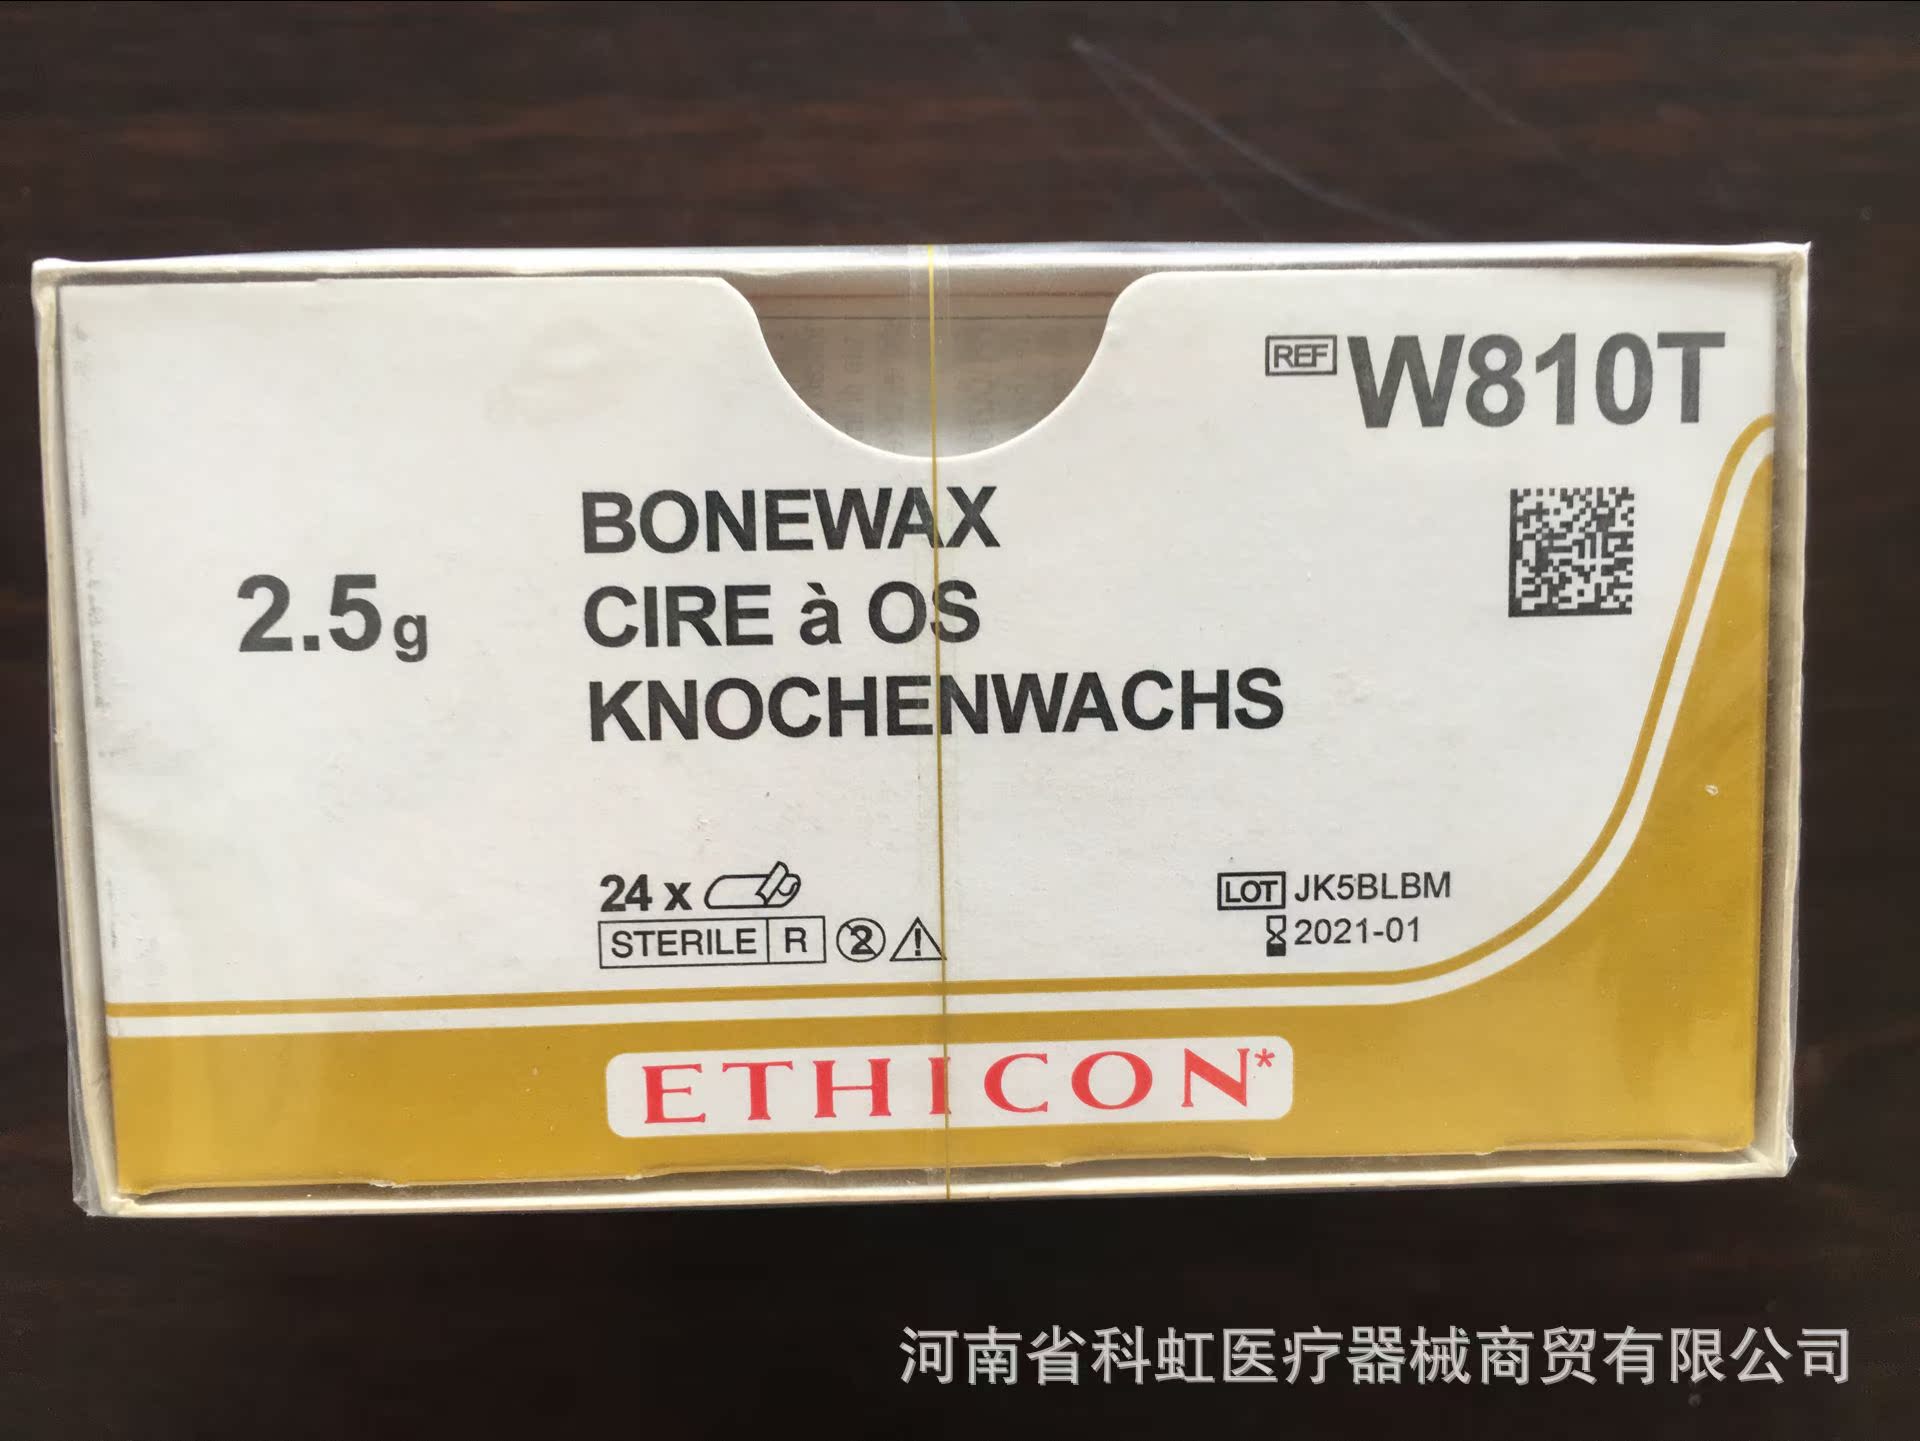 REF W810T
BONEWAX
2.5g
CIRE à OS
KNOCHENWACHS
24 x
LOT JK5BLBM
STERILE R 2
2021-01
ETHICON*
河南省科虹医疗器械商贸有限公司